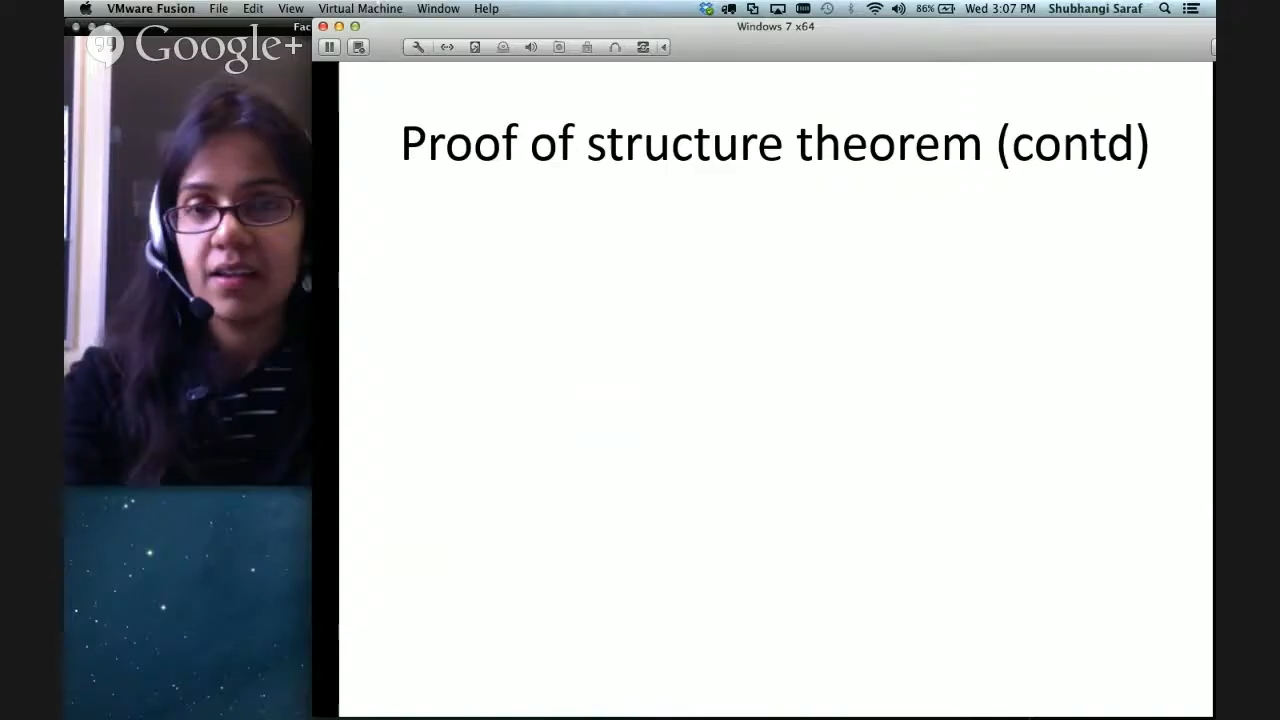 VMware Fusion File Edit View Virtual Machine Window Help 86% Wed 3:07 PM Shubhangi Saraf
Fac
Windows 7 x64
Google+
Proof of structure theorem (contd)